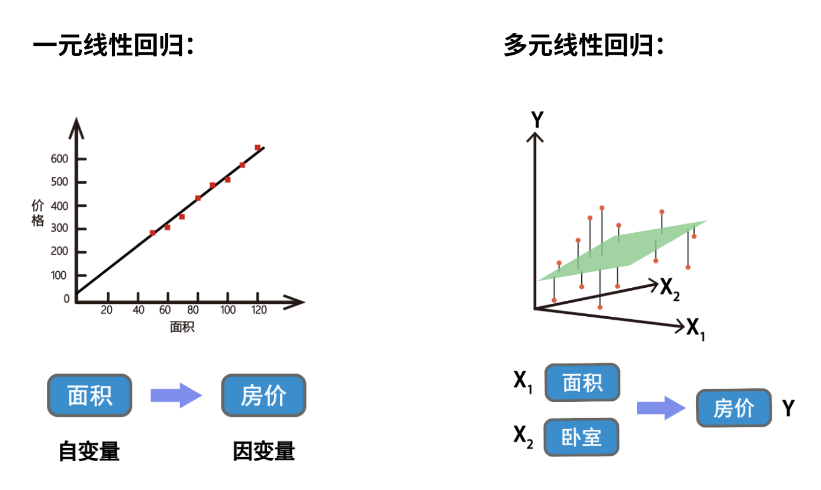 一元线性回归：
价格
600
500
400
300
200
100
0
20 40 60 80 100 120
面积
面积
房价
自变量
因变量
多元线性回归：
Y
X2
X1
X1 面积
X2 卧室
房价 Y